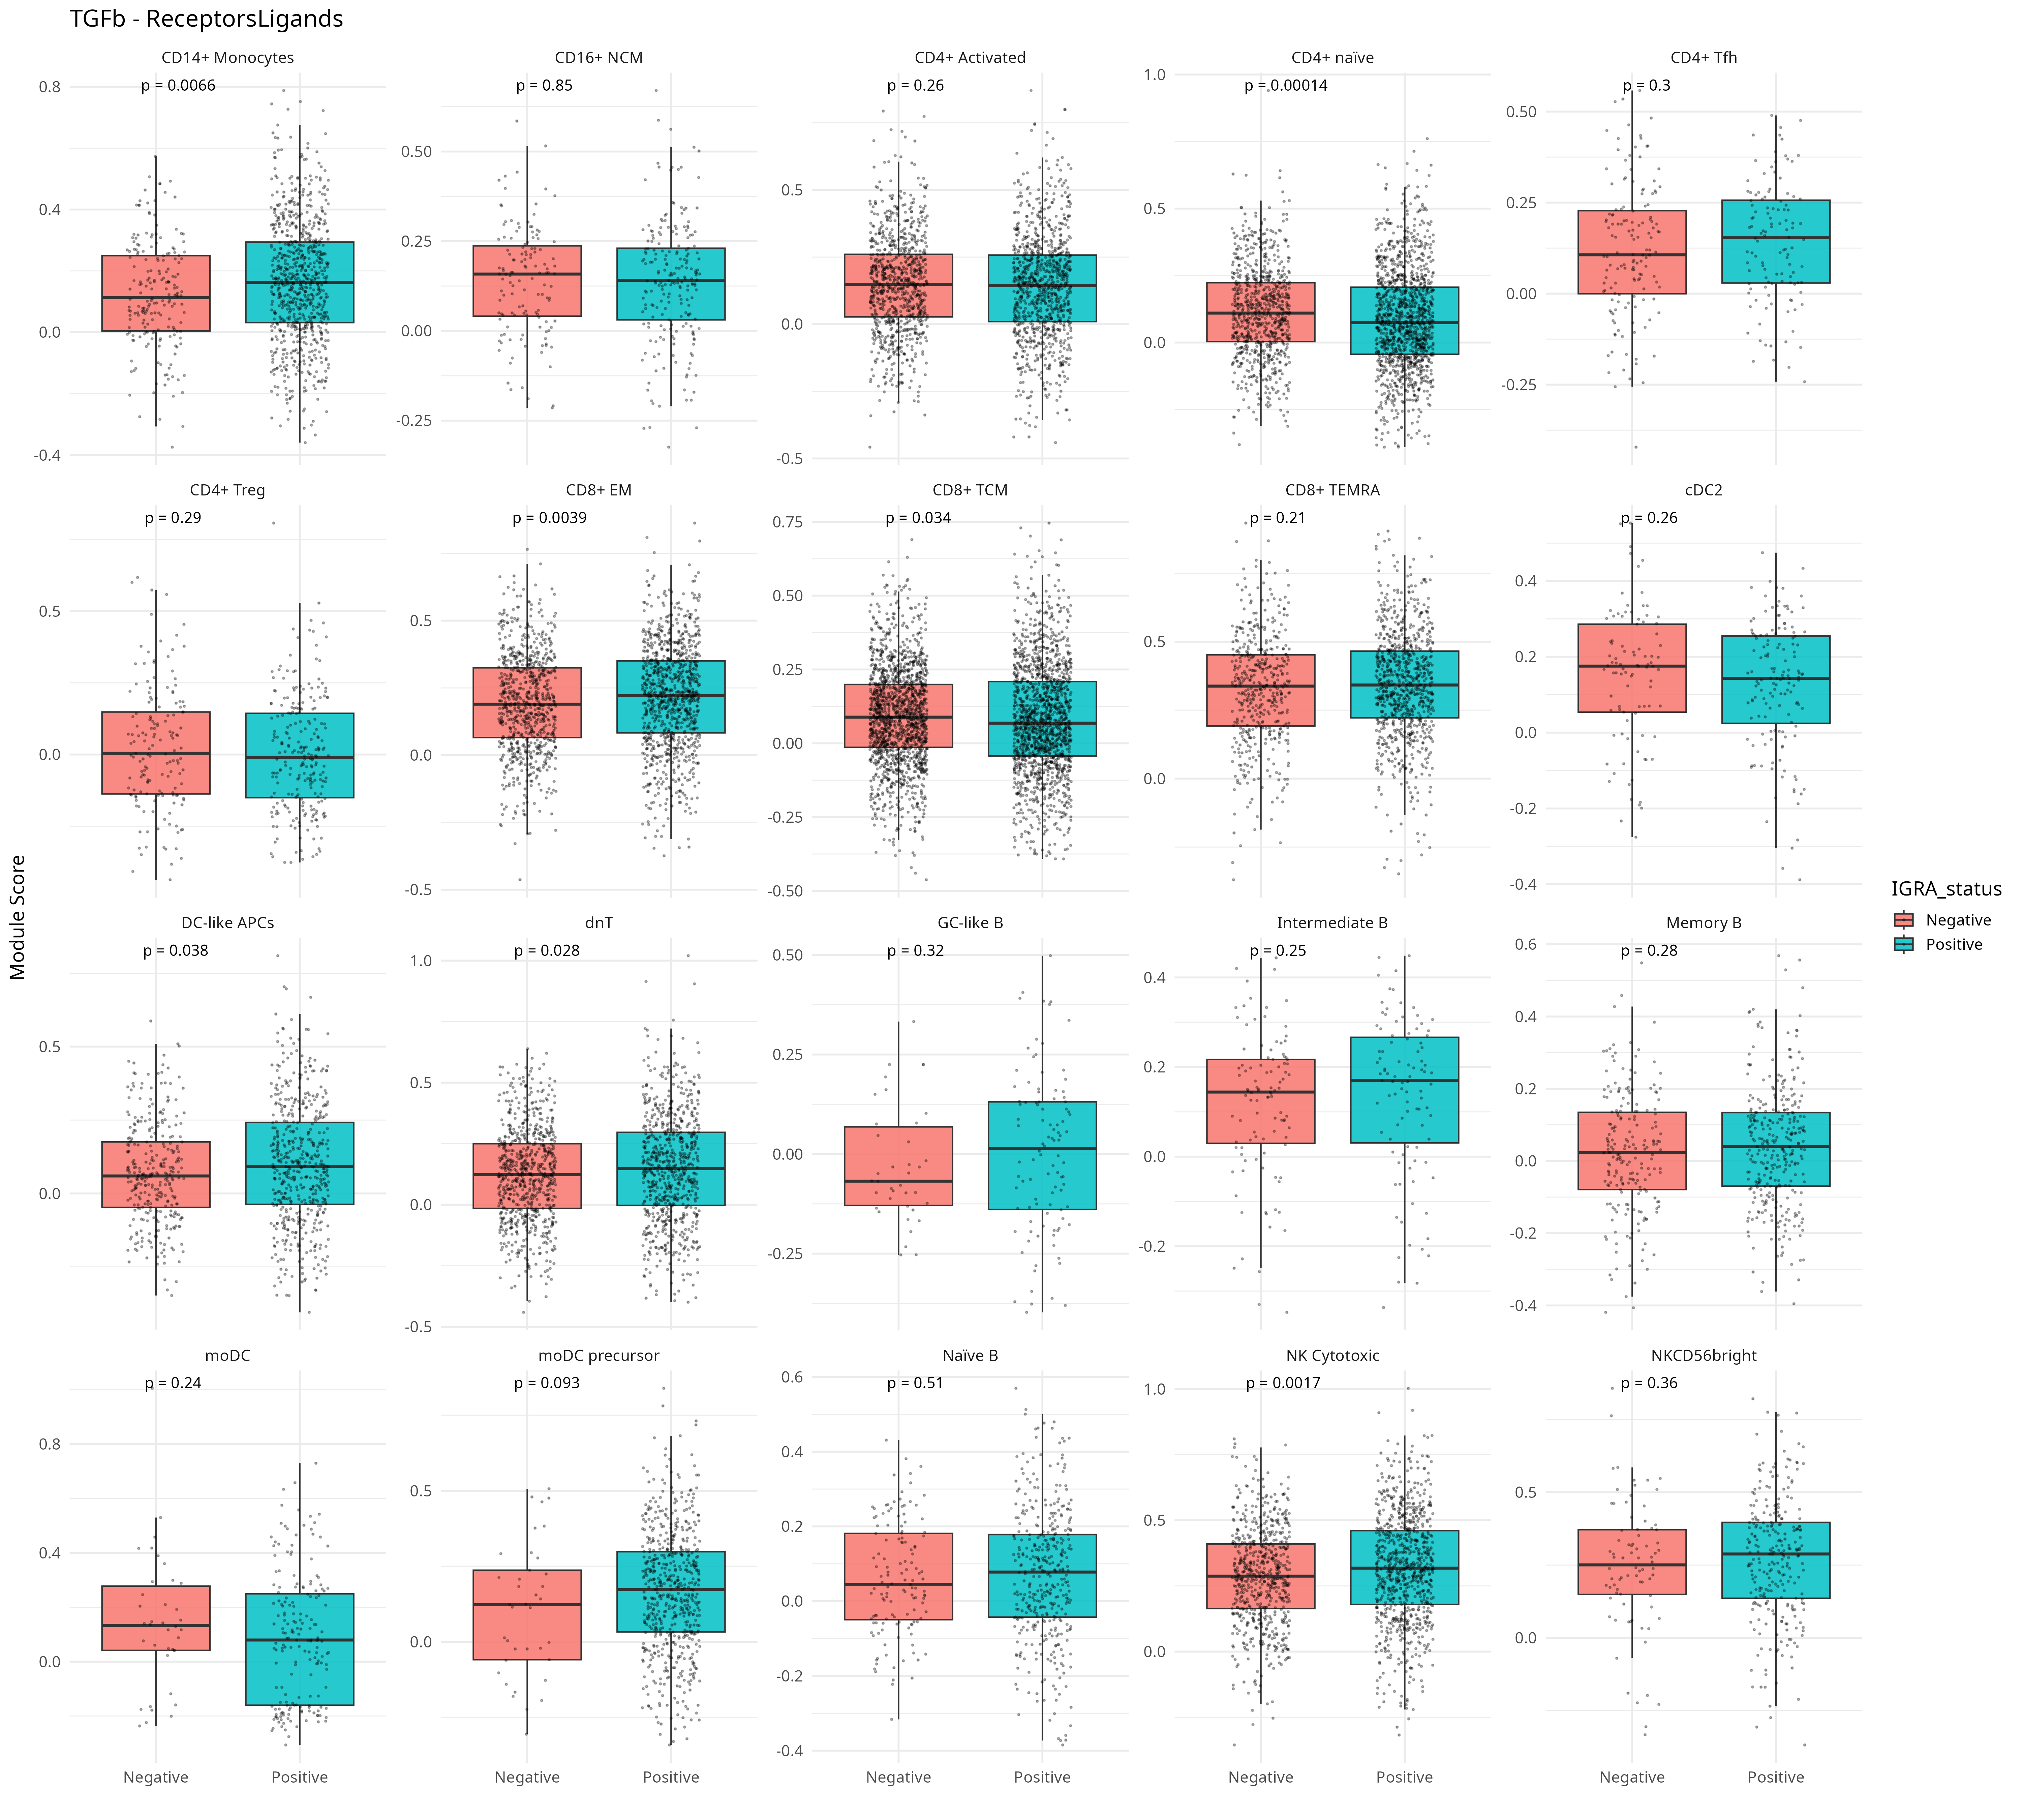 TGFb - ReceptorsLigands
CD14+ Monocytes
CD16+ NCM
CD4+ Activated
CD4+ naïve
CD4+ Tfh
p = 0.0066
p = 0.85
p = 0.26
p = 0.00014
p = 0.3
0.8
0.4
0.0
-0.4
0.50
0.25
0.00
-0.25
0.5
0.0
-0.5
1.0
0.5
0.0
0.50
0.25
0.00
-0.25
CD4+ Treg
CD8+ EM
CD8+ TCM
CD8+ TEMRA
cDC2
p = 0.29
p = 0.0039
p = 0.034
p = 0.21
p = 0.26
0.5
0.0
0.5
0.0
-0.5
0.75
0.50
0.25
0.00
-0.25
-0.50
0.5
0.0
0.4
0.2
0.0
-0.2
-0.4
Module Score
IGRA_status
Negative
Positive
DC-like APCs
dnT
GC-like B
Intermediate B
Memory B
p = 0.038
p = 0.028
p = 0.32
p = 0.25
p = 0.28
0.5
0.0
1.0
0.5
0.0
-0.5
0.50
0.25
0.00
-0.25
0.4
0.2
0.0
-0.2
0.6
0.4
0.2
0.0
-0.2
-0.4
moDC
moDC precursor
Naïve B
NK Cytotoxic
NKCD56bright
p = 0.24
p = 0.093
p = 0.51
p = 0.0017
p = 0.36
0.8
0.4
0.0
0.5
0.0
0.6
0.4
0.2
0.0
-0.2
-0.4
1.0
0.5
0.0
0.5
0.0
Negative
Positive
Negative
Positive
Negative
Positive
Negative
Positive
Negative
Positive